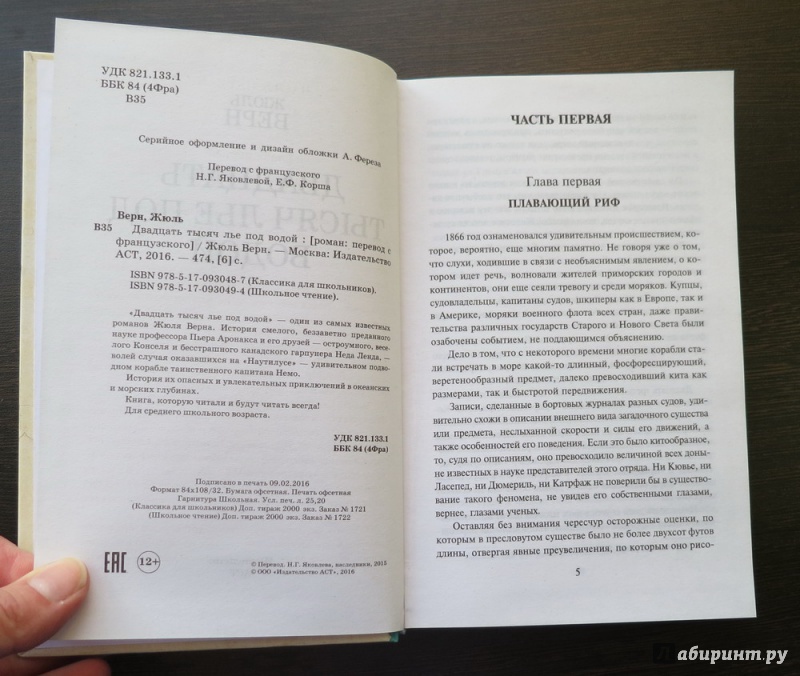 УДК 821.133.1
ББК 84 (4Фра)
В35
Серийное оформление и дизайн обложки А. Фереза
Перевод с французского
Н.Г. Яковлевой, Е.Ф. Корша
Верн, Жюль
В35 Двадцать тысяч лье под водой : [роман: перевод с
французского] / Жюль Верн. — Москва: Издательство
АСТ, 2016. — 474, [6] с.
ISBN 978-5-17-093048-7 (Классика для школьников).
ISBN 978-5-17-093049-4 (Школьное чтение).
«Двадцать тысяч лье под водой» — один из самых известных
романов Жюля Верна. История смелого, беззаветно преданного
науке профессора Пьера Аронакса и его друзей — остроумного, весе-
лого Конселя и бесстрашного канадского гарпунера Неда Ленда, —
волей случая оказавшихся на «Наутилусе» — удивительном подво-
дном корабле таинственного капитана Немо.
История их опасных и увлекательных приключений в океанских
и морских глубинах.
Книга, которую читали и будут читать всегда!
Для среднего школьного возраста.
УДК 821.133.1
ББК 84 (4Фра)
Подписано в печать 09.02.2016
Формат 84x108/32. Бумага офсетная. Печать офсетная
Гарнитура Школьная. Усл. печ. л. 25,20
(Классика для школьников) Доп. тираж 2000 экз. Заказ № 1721
(Школьное чтение) Доп. тираж 2000 экз. Заказ № 1722
ЕАС 12+
© Перевод. Н.Г. Яковлева, наследники, 2015
© ООО «Издательство АСТ», 2016
ЧАСТЬ ПЕРВАЯ
Глава первая
ПЛАВАЮЩИЙ РИФ
1866 год ознаменовался удивительным происшествием, ко-
торое, вероятно, еще многим памятно. Не говоря уже о том,
что слухи, ходившие в связи с необъяснимым явлением, о ко-
тором идет речь, волновали жителей приморских городов и
континентов, они еще сеяли тревогу и среди моряков. Купцы,
судовладельцы, капитаны судов, шкиперы как в Европе, так и
в Америке, моряки военного флота всех стран, даже прави-
тельства различных государств Старого и Нового Света были
озабочены событием, не поддающимся объяснению.
Дело в том, что с некоторого времени многие корабли ста-
ли встречать в море какой-то длинный, фосфоресцирующий,
веретенообразный предмет, далеко превосходивший кита как
размерами, так и быстротой передвижения.
Записи, сделанные в бортовых журналах разных судов, уди-
вительно схожи в описании внешнего вида загадочного существа
или предмета, неслыханной скорости и силы его движений, а
также особенностей его поведения. Если это было китообразное,
то, судя по описаниям, оно превосходило величиной всех доны-
не известных в науке представителей этого отряда. Ни Кювье, ни
Ласепед, ни Дюмериль, ни Катрфаж не поверили бы в существо-
вание такого феномена, не увидев его собственными глазами,
вернее, глазами ученых.
Оставляя без внимания чересчур осторожные оценки, по
которым в пресловутом существе было не более двухсот футов
длины, отвергая явные преувеличения, по которым оно рисо-
5
Лабиринт.ру